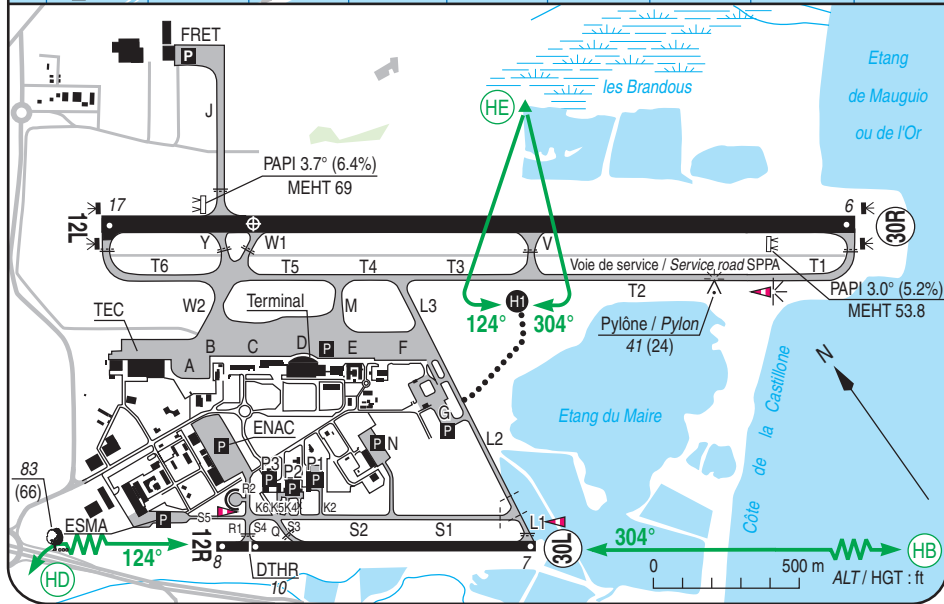 FRET
P
J
les Brandous
Etang
de Mauguio
ou de l'Or
HE
PAPI 3.7° (6.4%)
MEHT 69
17
6
12L
30R
Y
W1
V
T6
T5
T4
T3
Voie de service / Service road SPPA
T1
T2
W2
Terminal
M
L3
124°
304°
H1
Pylône / Pylon
41 (24)
PAPI 3.0° (5.2%)
MEHT 53.8
TEC
A
B
C
D
P
E
F
N
G
P
Etang du Maire
Côte de la Castillone
ENAC
P
P
N
L2
P3
P2
P1
P
P
P
R2
K6
K5
K4
K2
83
(66)
ESMA
P
S5
R1
S4
Q
S3
S2
S1
L1
124°
12R
30L
304°
HD
HB
8
7
DTHR
10
0
500 m
ALT / HGT : ft